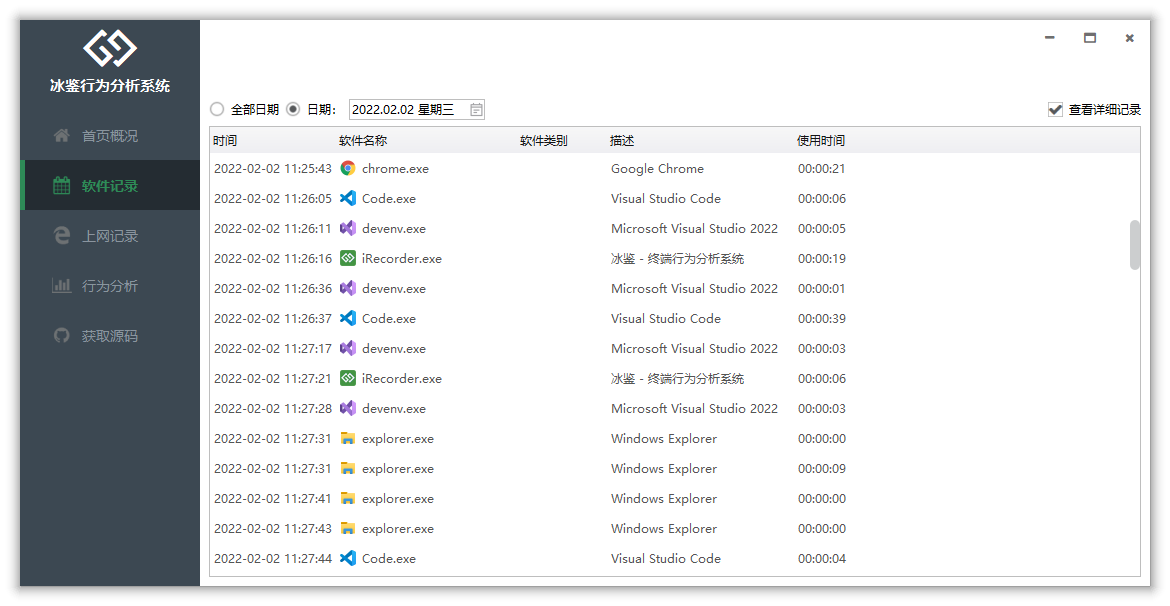 冰鉴行为分析系统
首页概况
软件记录
上网记录
行为分析
获取源码
全部日期 日期： 2022.02.02 星期三 查看详细记录
时间 软件名称 软件类别 描述 使用时间
2022-02-02 11:25:43 chrome.exe Google Chrome 00:00:21
2022-02-02 11:26:05 Code.exe Visual Studio Code 00:00:06
2022-02-02 11:26:11 devenv.exe Microsoft Visual Studio 2022 00:00:05
2022-02-02 11:26:16 iRecorder.exe 冰鉴 - 终端行为分析系统 00:00:19
2022-02-02 11:26:36 devenv.exe Microsoft Visual Studio 2022 00:00:01
2022-02-02 11:26:37 Code.exe Visual Studio Code 00:00:39
2022-02-02 11:27:17 devenv.exe Microsoft Visual Studio 2022 00:00:03
2022-02-02 11:27:21 iRecorder.exe 冰鉴 - 终端行为分析系统 00:00:06
2022-02-02 11:27:28 devenv.exe Microsoft Visual Studio 2022 00:00:03
2022-02-02 11:27:31 explorer.exe Windows Explorer 00:00:00
2022-02-02 11:27:31 explorer.exe Windows Explorer 00:00:09
2022-02-02 11:27:41 explorer.exe Windows Explorer 00:00:00
2022-02-02 11:27:43 explorer.exe Windows Explorer 00:00:00
2022-02-02 11:27:44 Code.exe Visual Studio Code 00:00:04